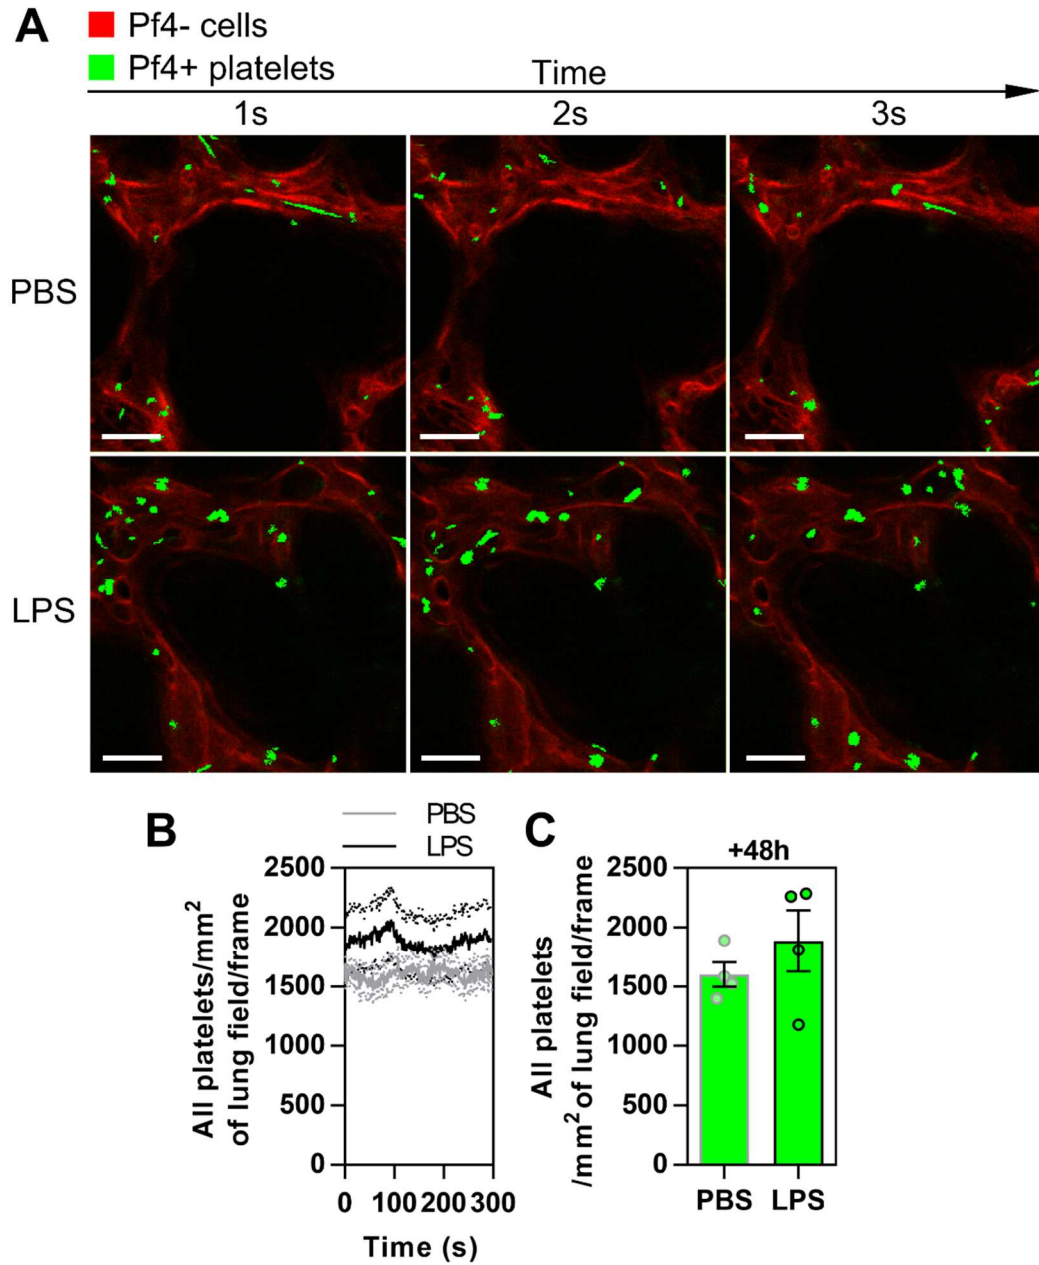 A
Pf4- cells
Pf4+ platelets
Time
1s 2s 3s
PBS
LPS
B
PBS
LPS
All platelets/mm2
of lung field/frame
2500
2000
1500
1000
500
0
0 100 200 300
Time (s)
C
+48h
All platelets
/mm2 of lung field/frame
2500
2000
1500
1000
500
0
PBS LPS